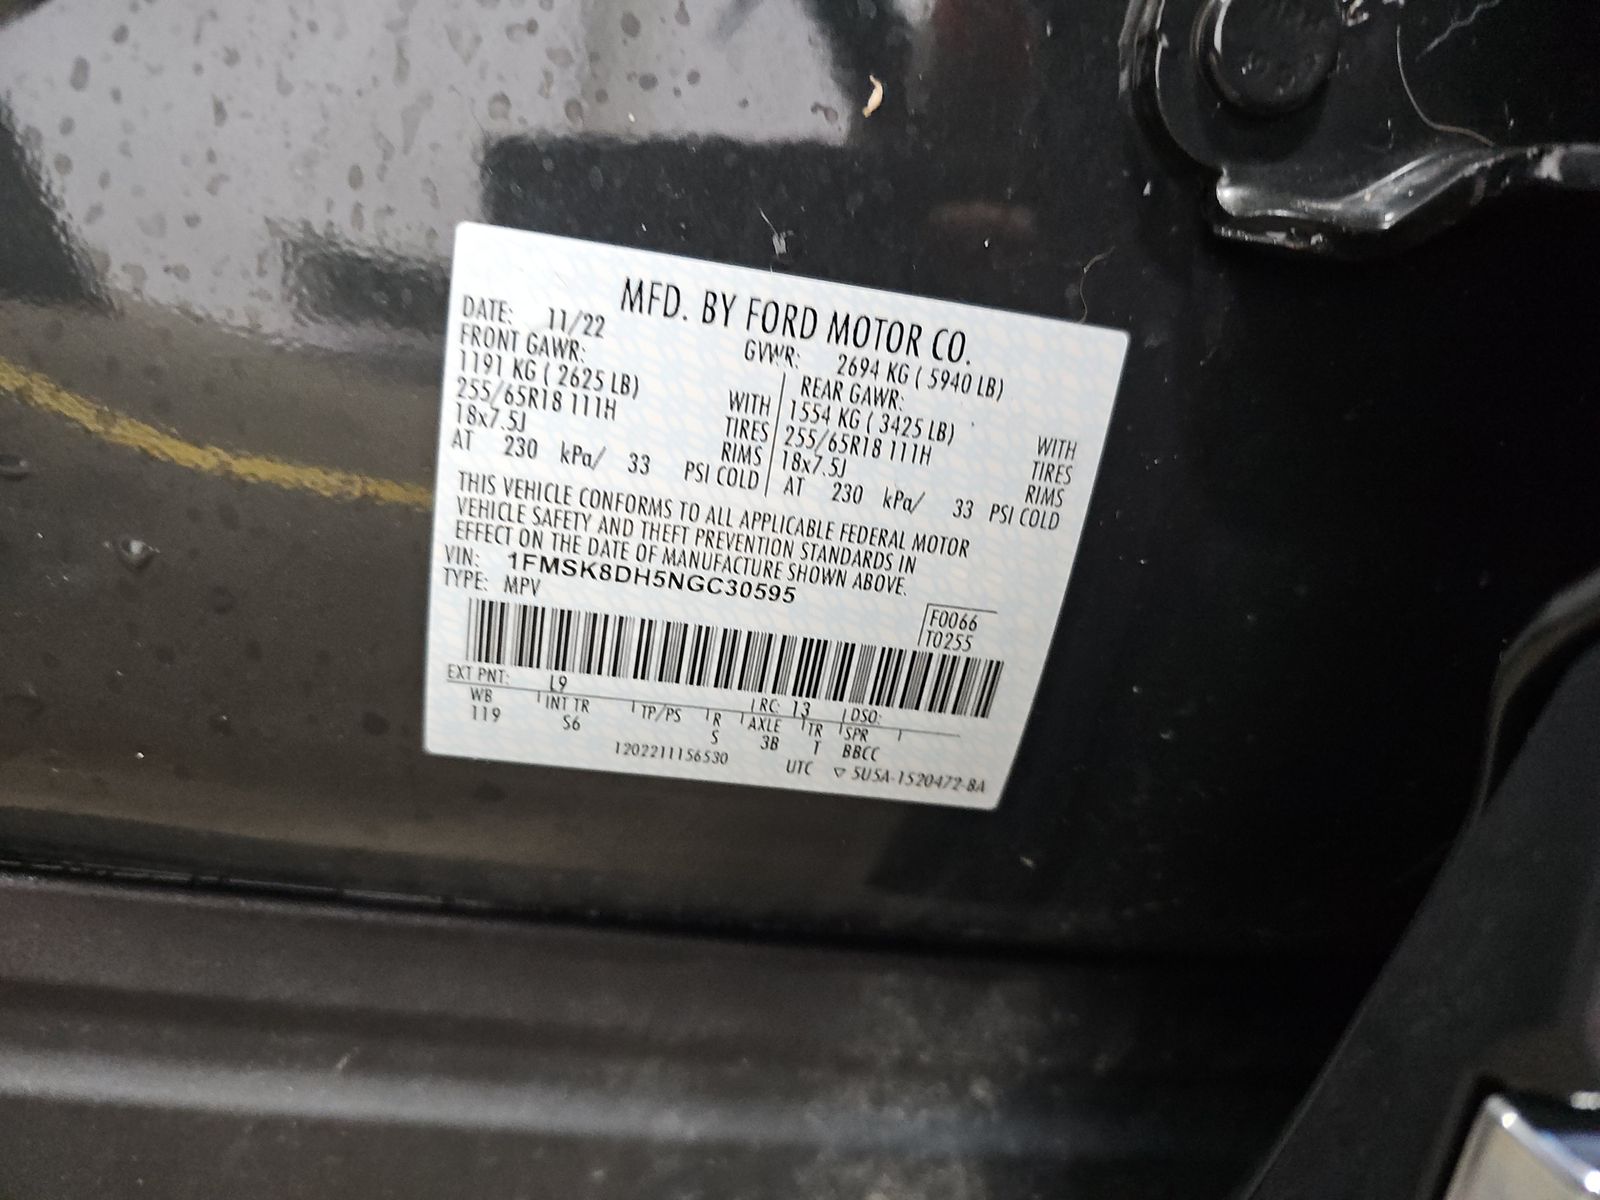 MFD. BY FORD MOTOR CO.
DATE: 11/22 GVWR: 2694 KG ( 5940 LB)
FRONT GAWR: REAR GAWR:
1191 KG ( 2625 LB) WITH 1554 KG ( 3425 LB) WITH
255/65R18 111H TIRES 255/65R18 111H TIRES
18x7.5J RIMS 18x7.5J RIMS
AT 230 kPa/ 33 PSI COLD AT 230 kPa/ 33 PSI COLD
THIS VEHICLE CONFORMS TO ALL APPLICABLE FEDERAL MOTOR
VEHICLE SAFETY AND THEFT PREVENTION STANDARDS IN
EFFECT ON THE DATE OF MANUFACTURE SHOWN ABOVE.
VIN: 1FMSK8DH5NGC30595
TYPE: MPV
F0066
T0255
EXT PNT: L9 RC: 13 DSO:
WB INT TR TP/PS R AXLE TR SPR
119 S6 S 3B T BBCC
1202211156530 UTC ▽ 5U5A-1520472-BA